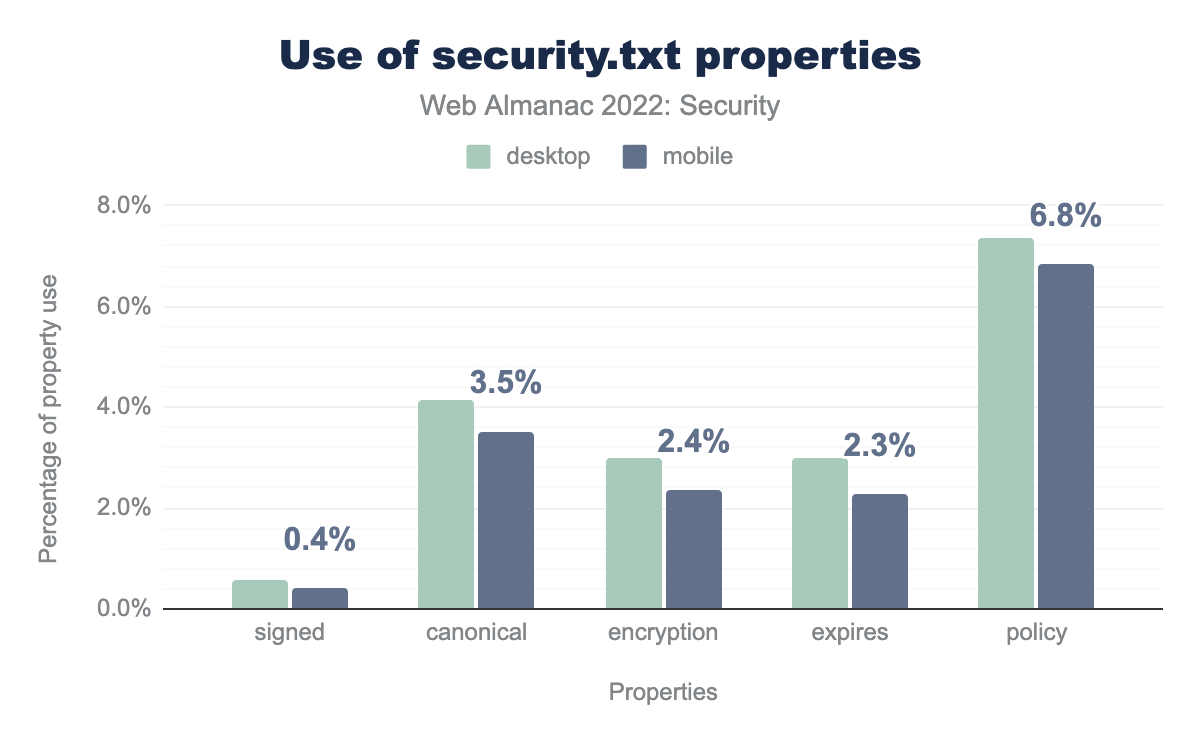 Use of security.txt properties
Web Almanac 2022: Security
desktop mobile
Percentage of property use
8.0%
6.0%
4.0%
2.0%
0.0%
0.4%
3.5%
2.4%
2.3%
6.8%
signed canonical encryption expires policy
Properties